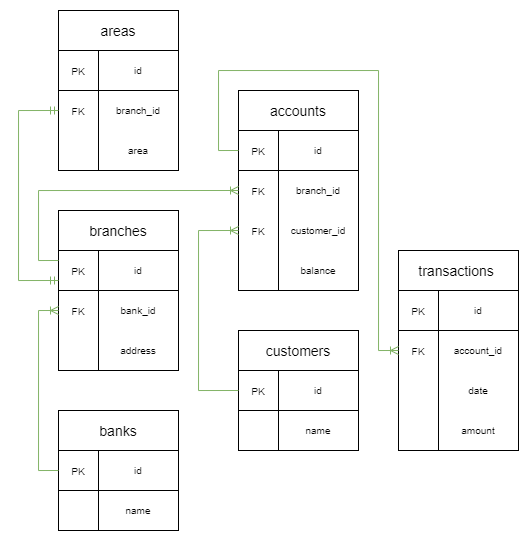 areas
PK id
FK branch_id
area
accounts
PK id
FK branch_id
FK customer_id
balance
branches
PK id
FK bank_id
address
transactions
PK id
FK account_id
date
amount
customers
PK id
name
banks
PK id
name